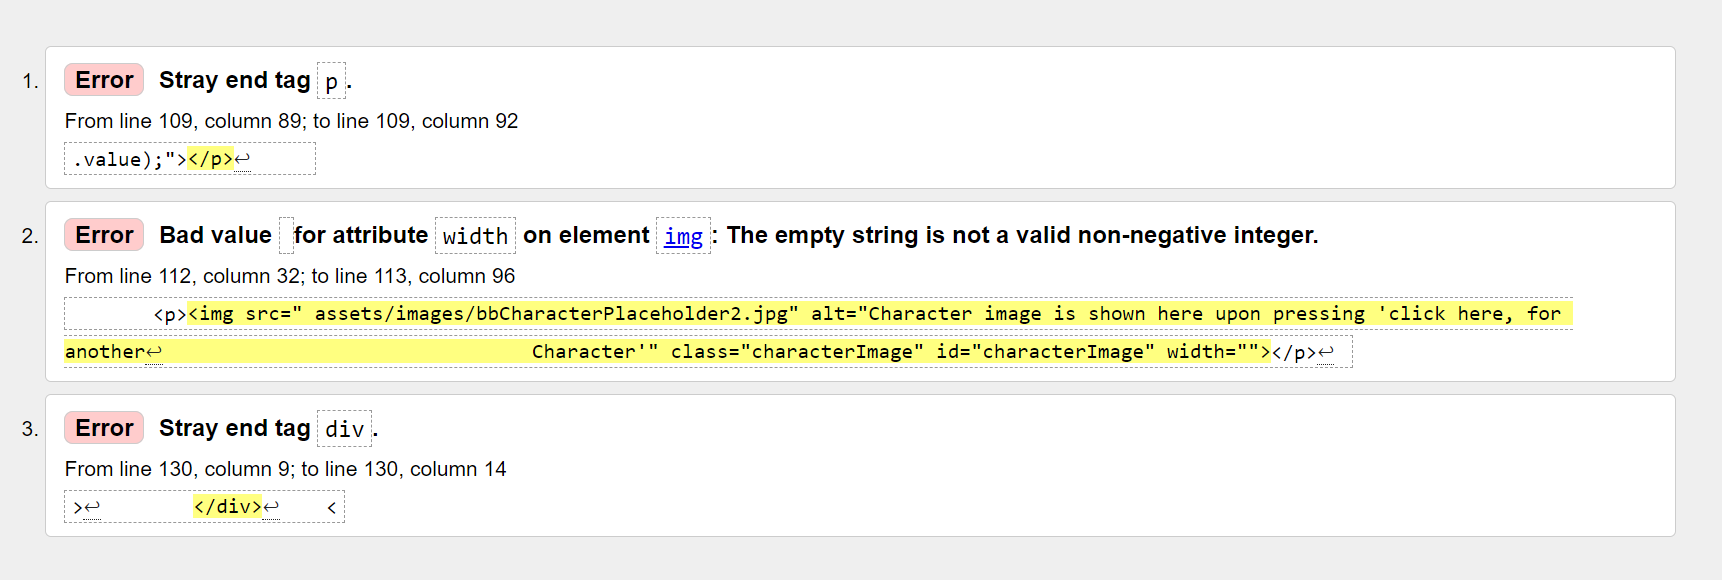 1. Error Stray end tag p.
From line 109, column 89; to line 109, column 92
.value);"></p>↩
2. Error Bad value for attribute width on element img: The empty string is not a valid non-negative integer.
From line 112, column 32; to line 113, column 96
<p><img src=" assets/images/bbCharacterPlaceholder2.jpg" alt="Character image is shown here upon pressing 'click here, for
another↩ Character'" class="characterImage" id="characterImage" width=""></p>↩
3. Error Stray end tag div.
From line 130, column 9; to line 130, column 14
>↩ </div>↩ <